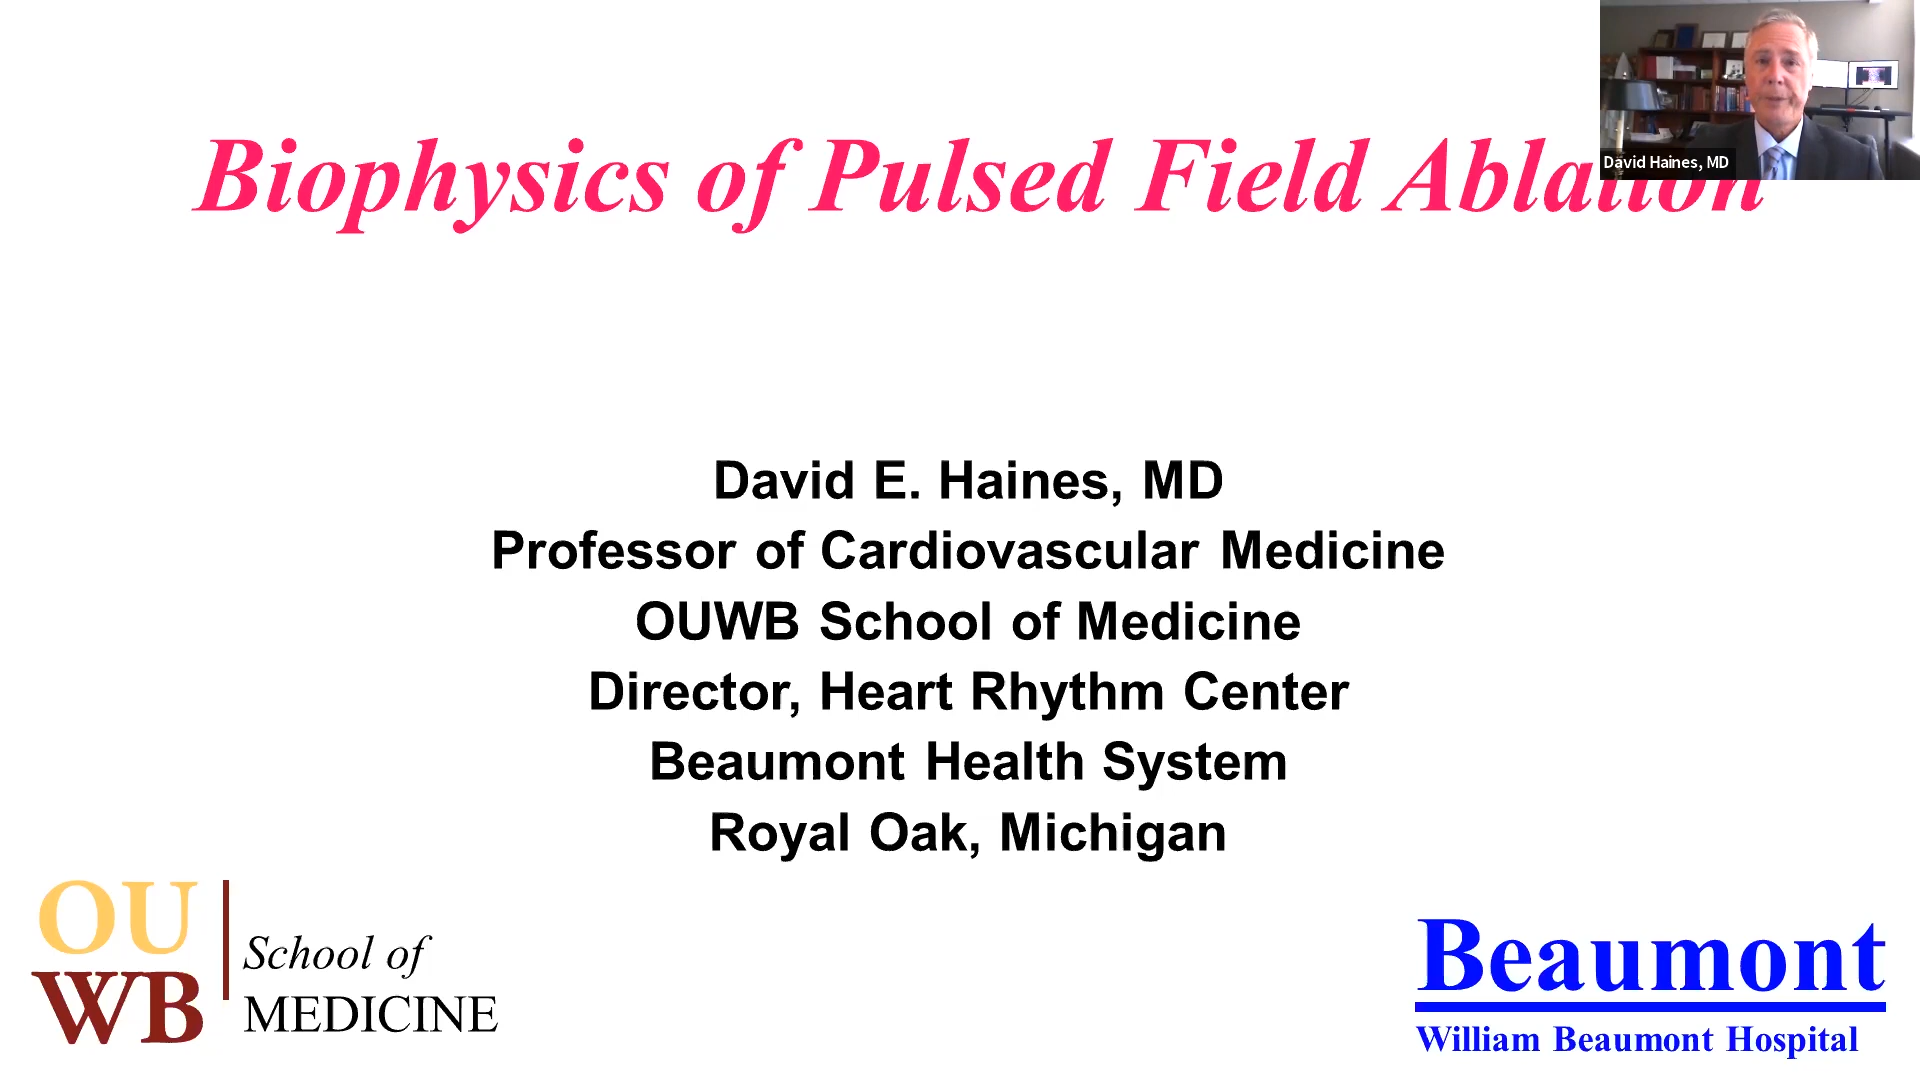 Biophysics of Pulsed Field Ablation
David Haines, MD
David E. Haines, MD
Professor of Cardiovascular Medicine
OUWB School of Medicine
Director, Heart Rhythm Center
Beaumont Health System
Royal Oak, Michigan
OU
WB
School of
MEDICINE
Beaumont
William Beaumont Hospital